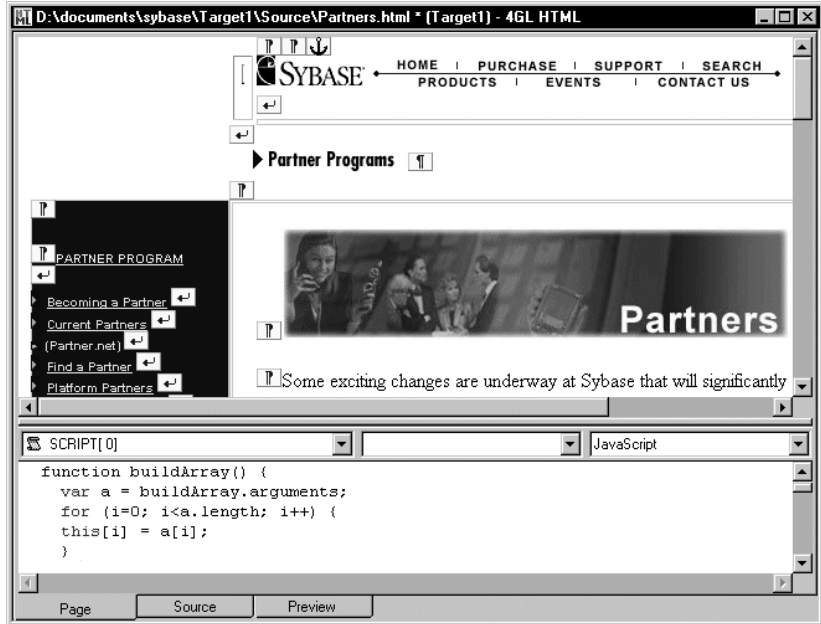 D:\documents\sybase\Target1\Source\Partners.html * (Target1) - 4GL HTML
SYBASE
HOME | PURCHASE | SUPPORT | SEARCH
PRODUCTS | EVENTS | CONTACT US
Partner Programs
PARTNER PROGRAM
Becoming a Partner
Current Partners
(Partner.net)
Find a Partner
Platform Partners
Partners
Some exciting changes are underway at Sybase that will significantly
SCRIPT[ 0] JavaScript
function buildArray() {
var a = buildArray.arguments;
for (i=0; i<a.length; i++) {
this[i] = a[i];
}
Page Source Preview